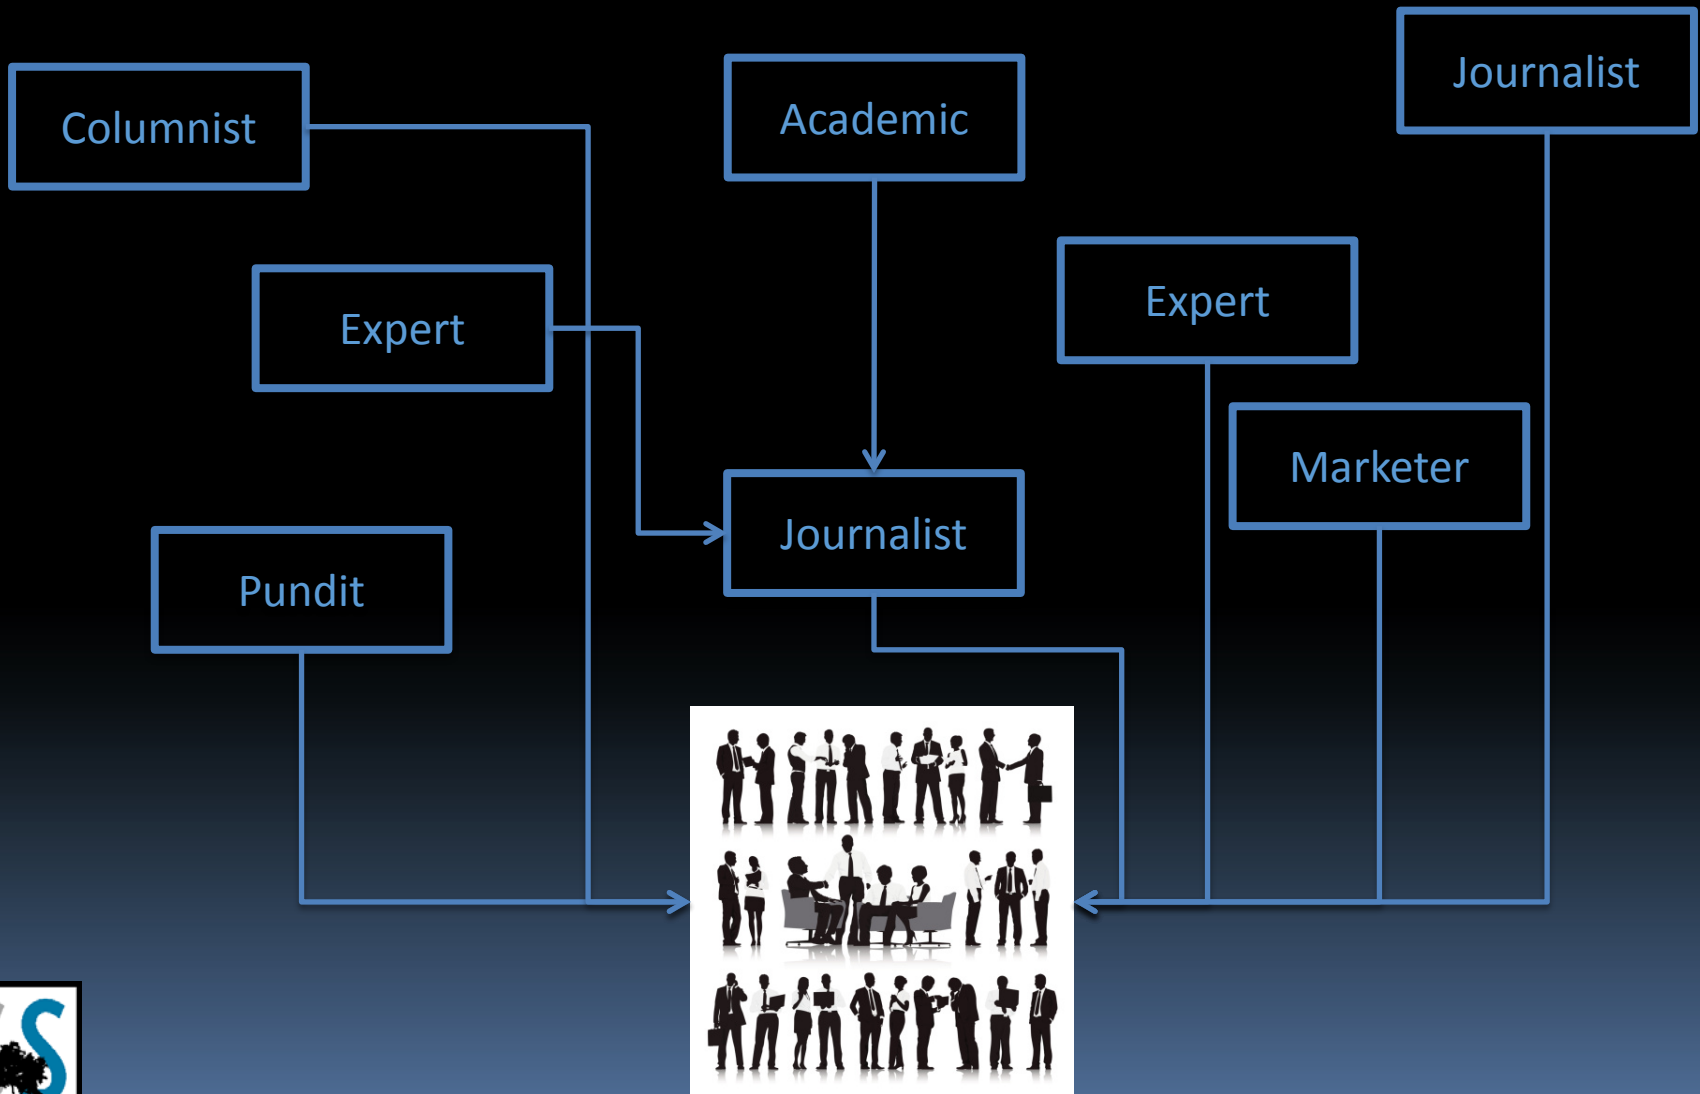 Journalist
Columnist
Academic
Expert
Expert
Marketer
Journalist
Pundit
S